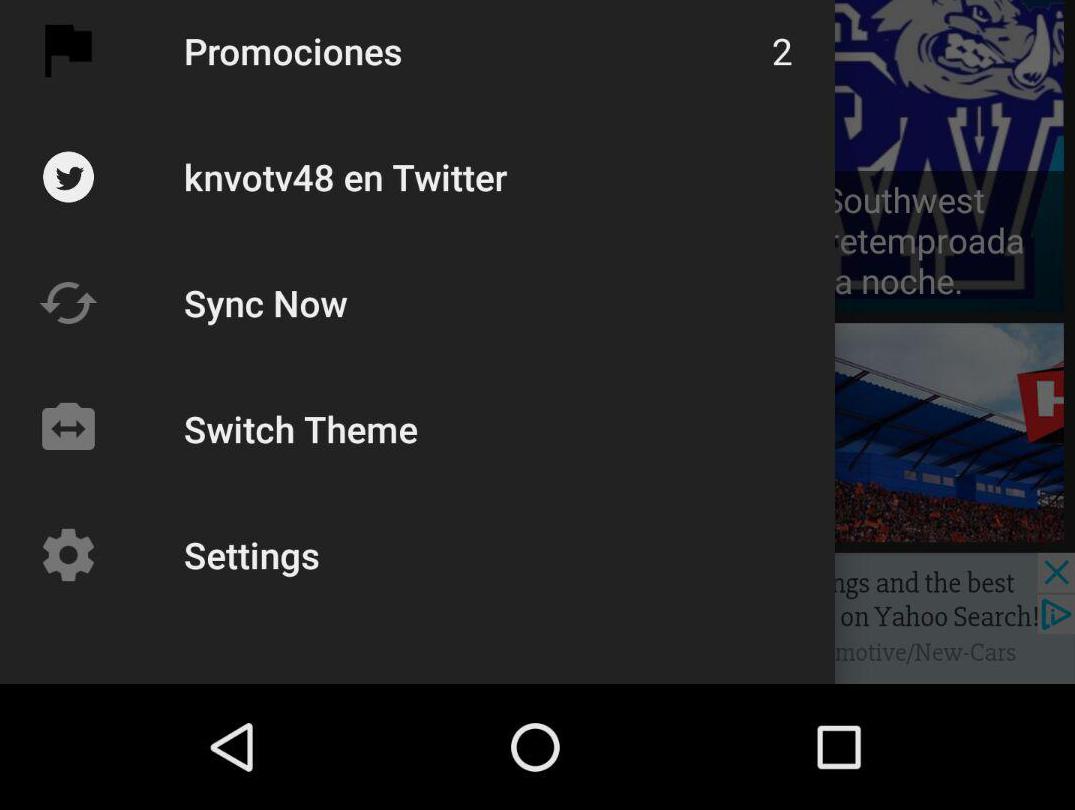 Promociones 2
knvotv48 en Twitter
Sync Now
Switch Theme
Settings
Southwest
retemproada
a noche.
H
ngs and the best
on Yahoo Search!
motive/New-Cars